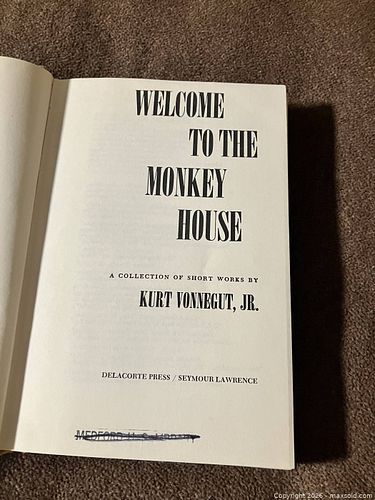 WELCOME
TO THE
MONKEY
HOUSE
A COLLECTION OF SHORT WORKS BY
KURT VONNEGUT, JR.
DELACORTE PRESS / SEYMOUR LAWRENCE
MEDFORD
Copyright 2026 - maxsold.com